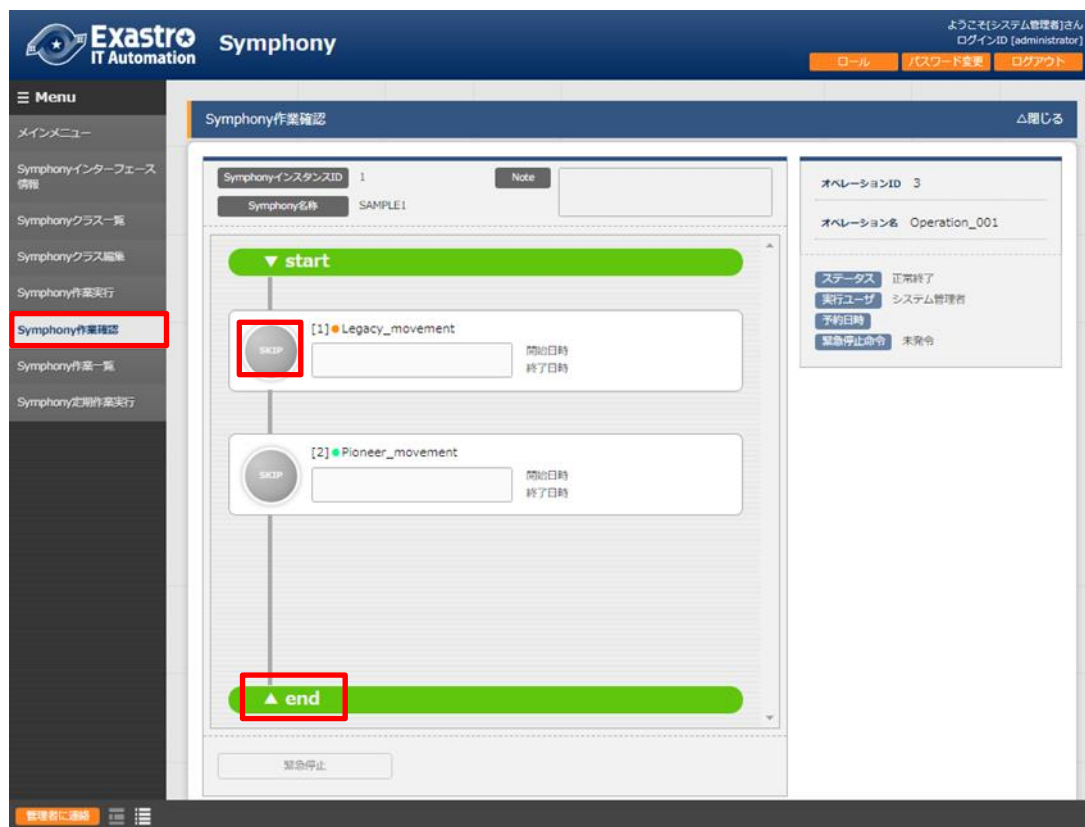 Exastro
IT Automation
Symphony
ようこそ[システム管理者]さん
ログインID [administrator]
ロール
パスワード変更
ログアウト
☰ Menu
メインメニュー
Symphonyインターフェース
情報
Symphonyクラス一覧
Symphonyクラス編集
Symphony作業実行
Symphony作業確認
Symphony作業一覧
Symphony定期作業実行
Symphony作業確認
△閉じる
SymphonyインスタンスID 1
Note
Symphony名称 SAMPLE1
▼ start
SKIP
[1]●Legacy_movement
開始日時
終了日時
SKIP
[2]●Pioneer_movement
開始日時
終了日時
▲ end
緊急停止
オペレーションID 3
オペレーション名 Operation_001
ステータス 正常終了
実行ユーザ システム管理者
予約日時
緊急停止命令 未発令
管理者に連絡